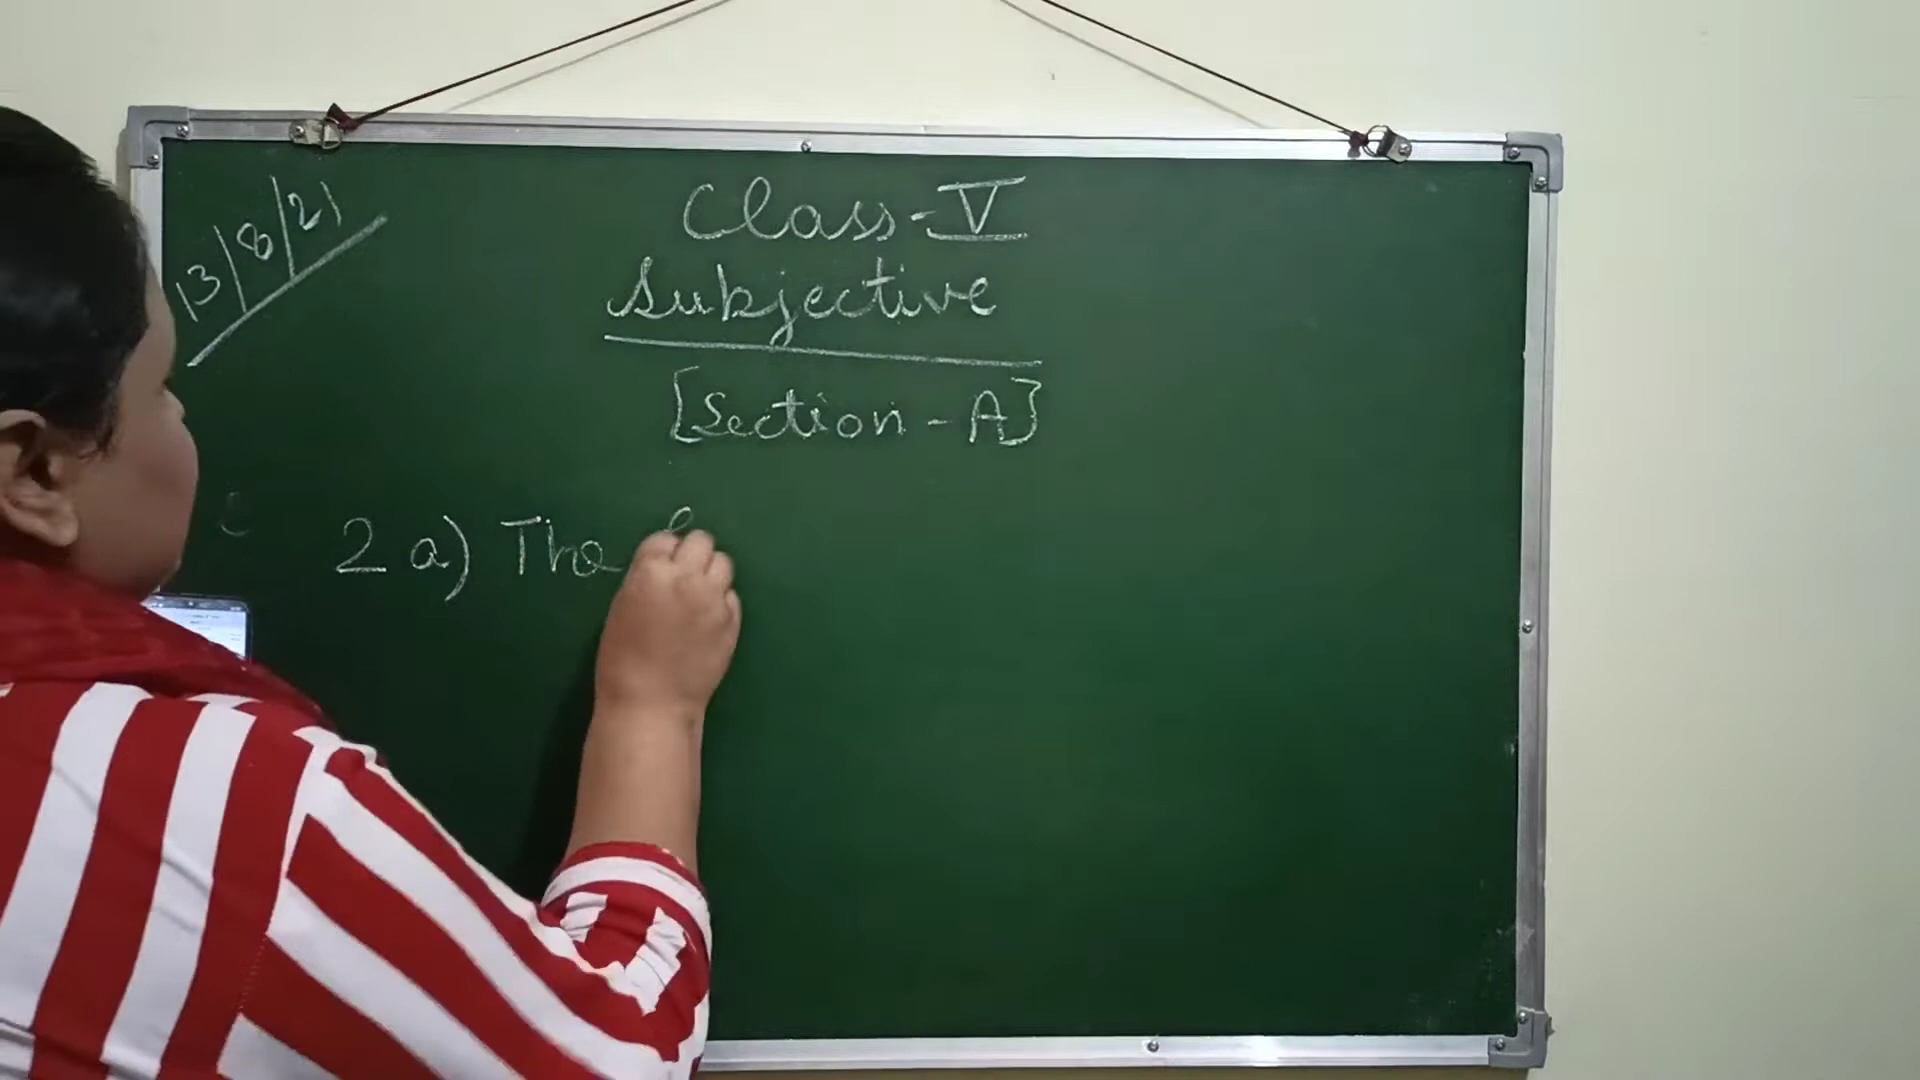 13/8/21
Class-V
Subjective
[Section-A]
2 a) The